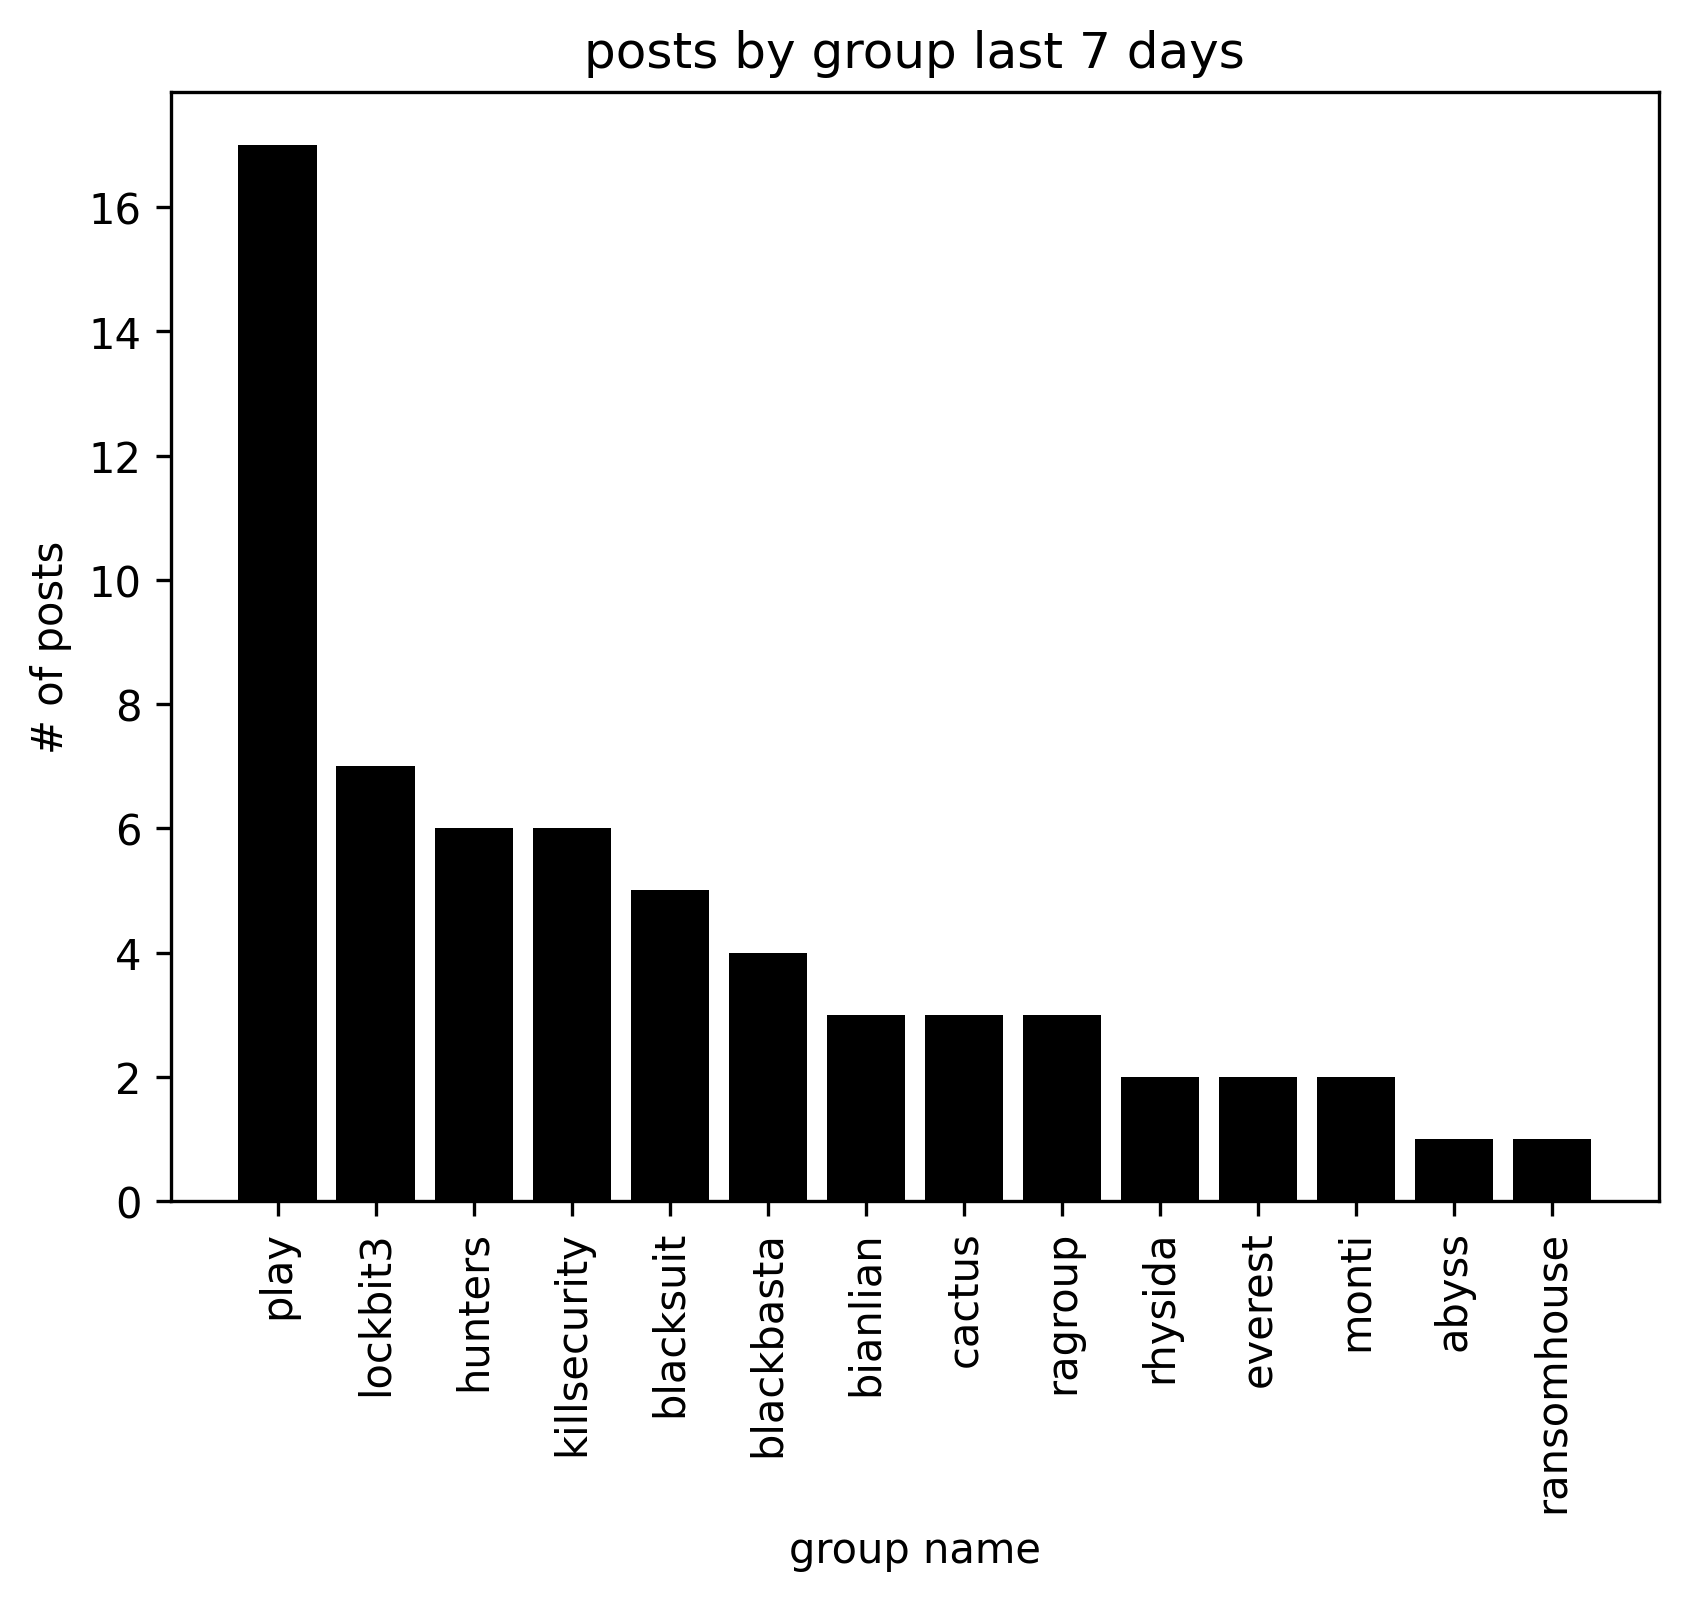 posts by group last 7 days
# of posts
16
14
12
10
8
6
4
2
0
play
lockbit3
hunters
killsecurity
blacksuit
blackbasta
bianlian
cactus
ragroup
rhysida
everest
monti
abyss
ransomhouse
group name